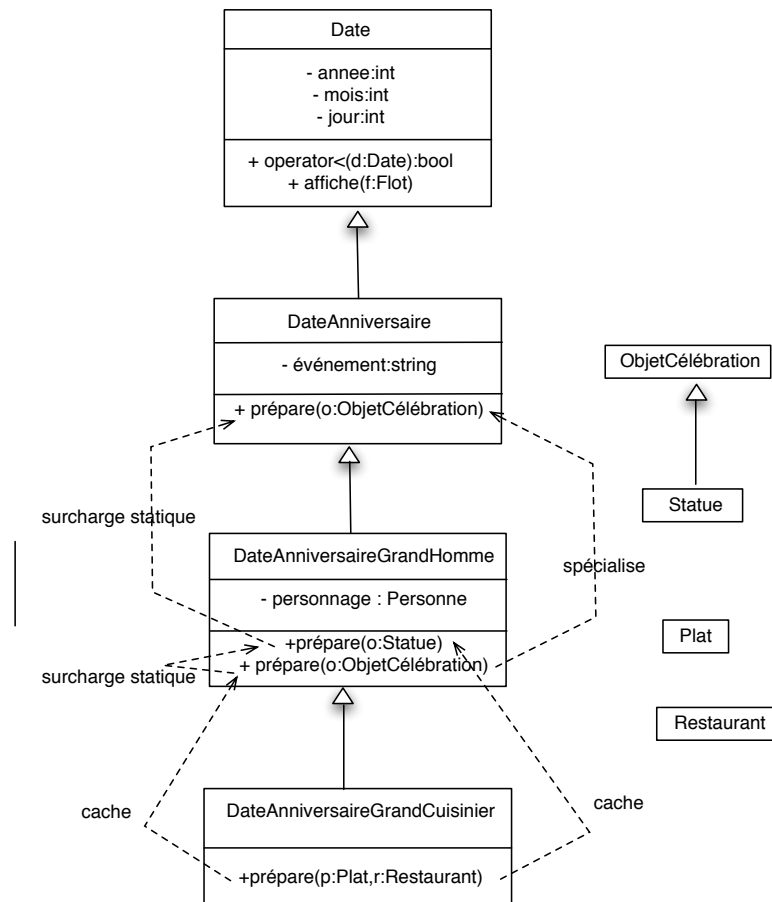 Date
- annee:int
- mois:int
- jour:int
+ operator<(d:Date):bool
+ affiche(f:Flot)
DateAnniversaire
- événement:string
+ prépare(o:ObjetCélébration)
ObjetCélébration
Statue
surcharge statique
DateAnniversaireGrandHomme
- personnage : Personne
+prépare(o:Statue)
+ prépare(o:ObjetCélébration)
spécialise
Plat
surcharge statique
Restaurant
cache
DateAnniversaireGrandCuisinier
+prépare(p:Plat,r:Restaurant)
cache